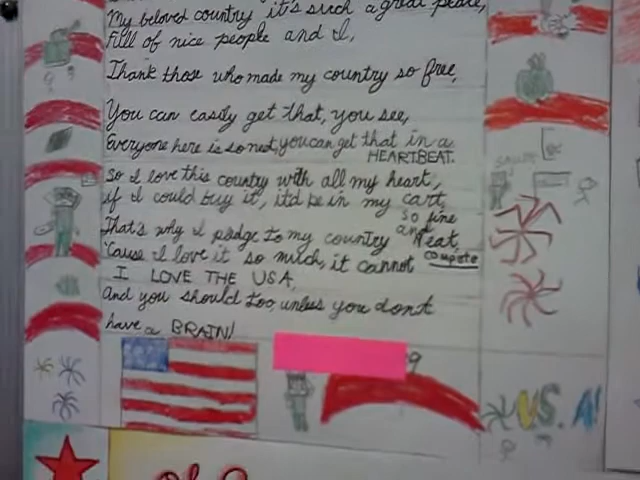 My beloved country it's such a great place,
Full of nice people and I,
Thank those who made my country so free,
You can easily get that, you see,
Everyone here is so neat, you can get that in a
HEARTBEAT.
So I love this country with all my heart,
if I could buy it, it'd be in my cart,
That's why I pledge to my country so fine and Neat,
'Cause I love it so much, it cannot compete
I LOVE THE USA,
And you should too, unless you don't
have a BRAIN!
9
U.S.A!